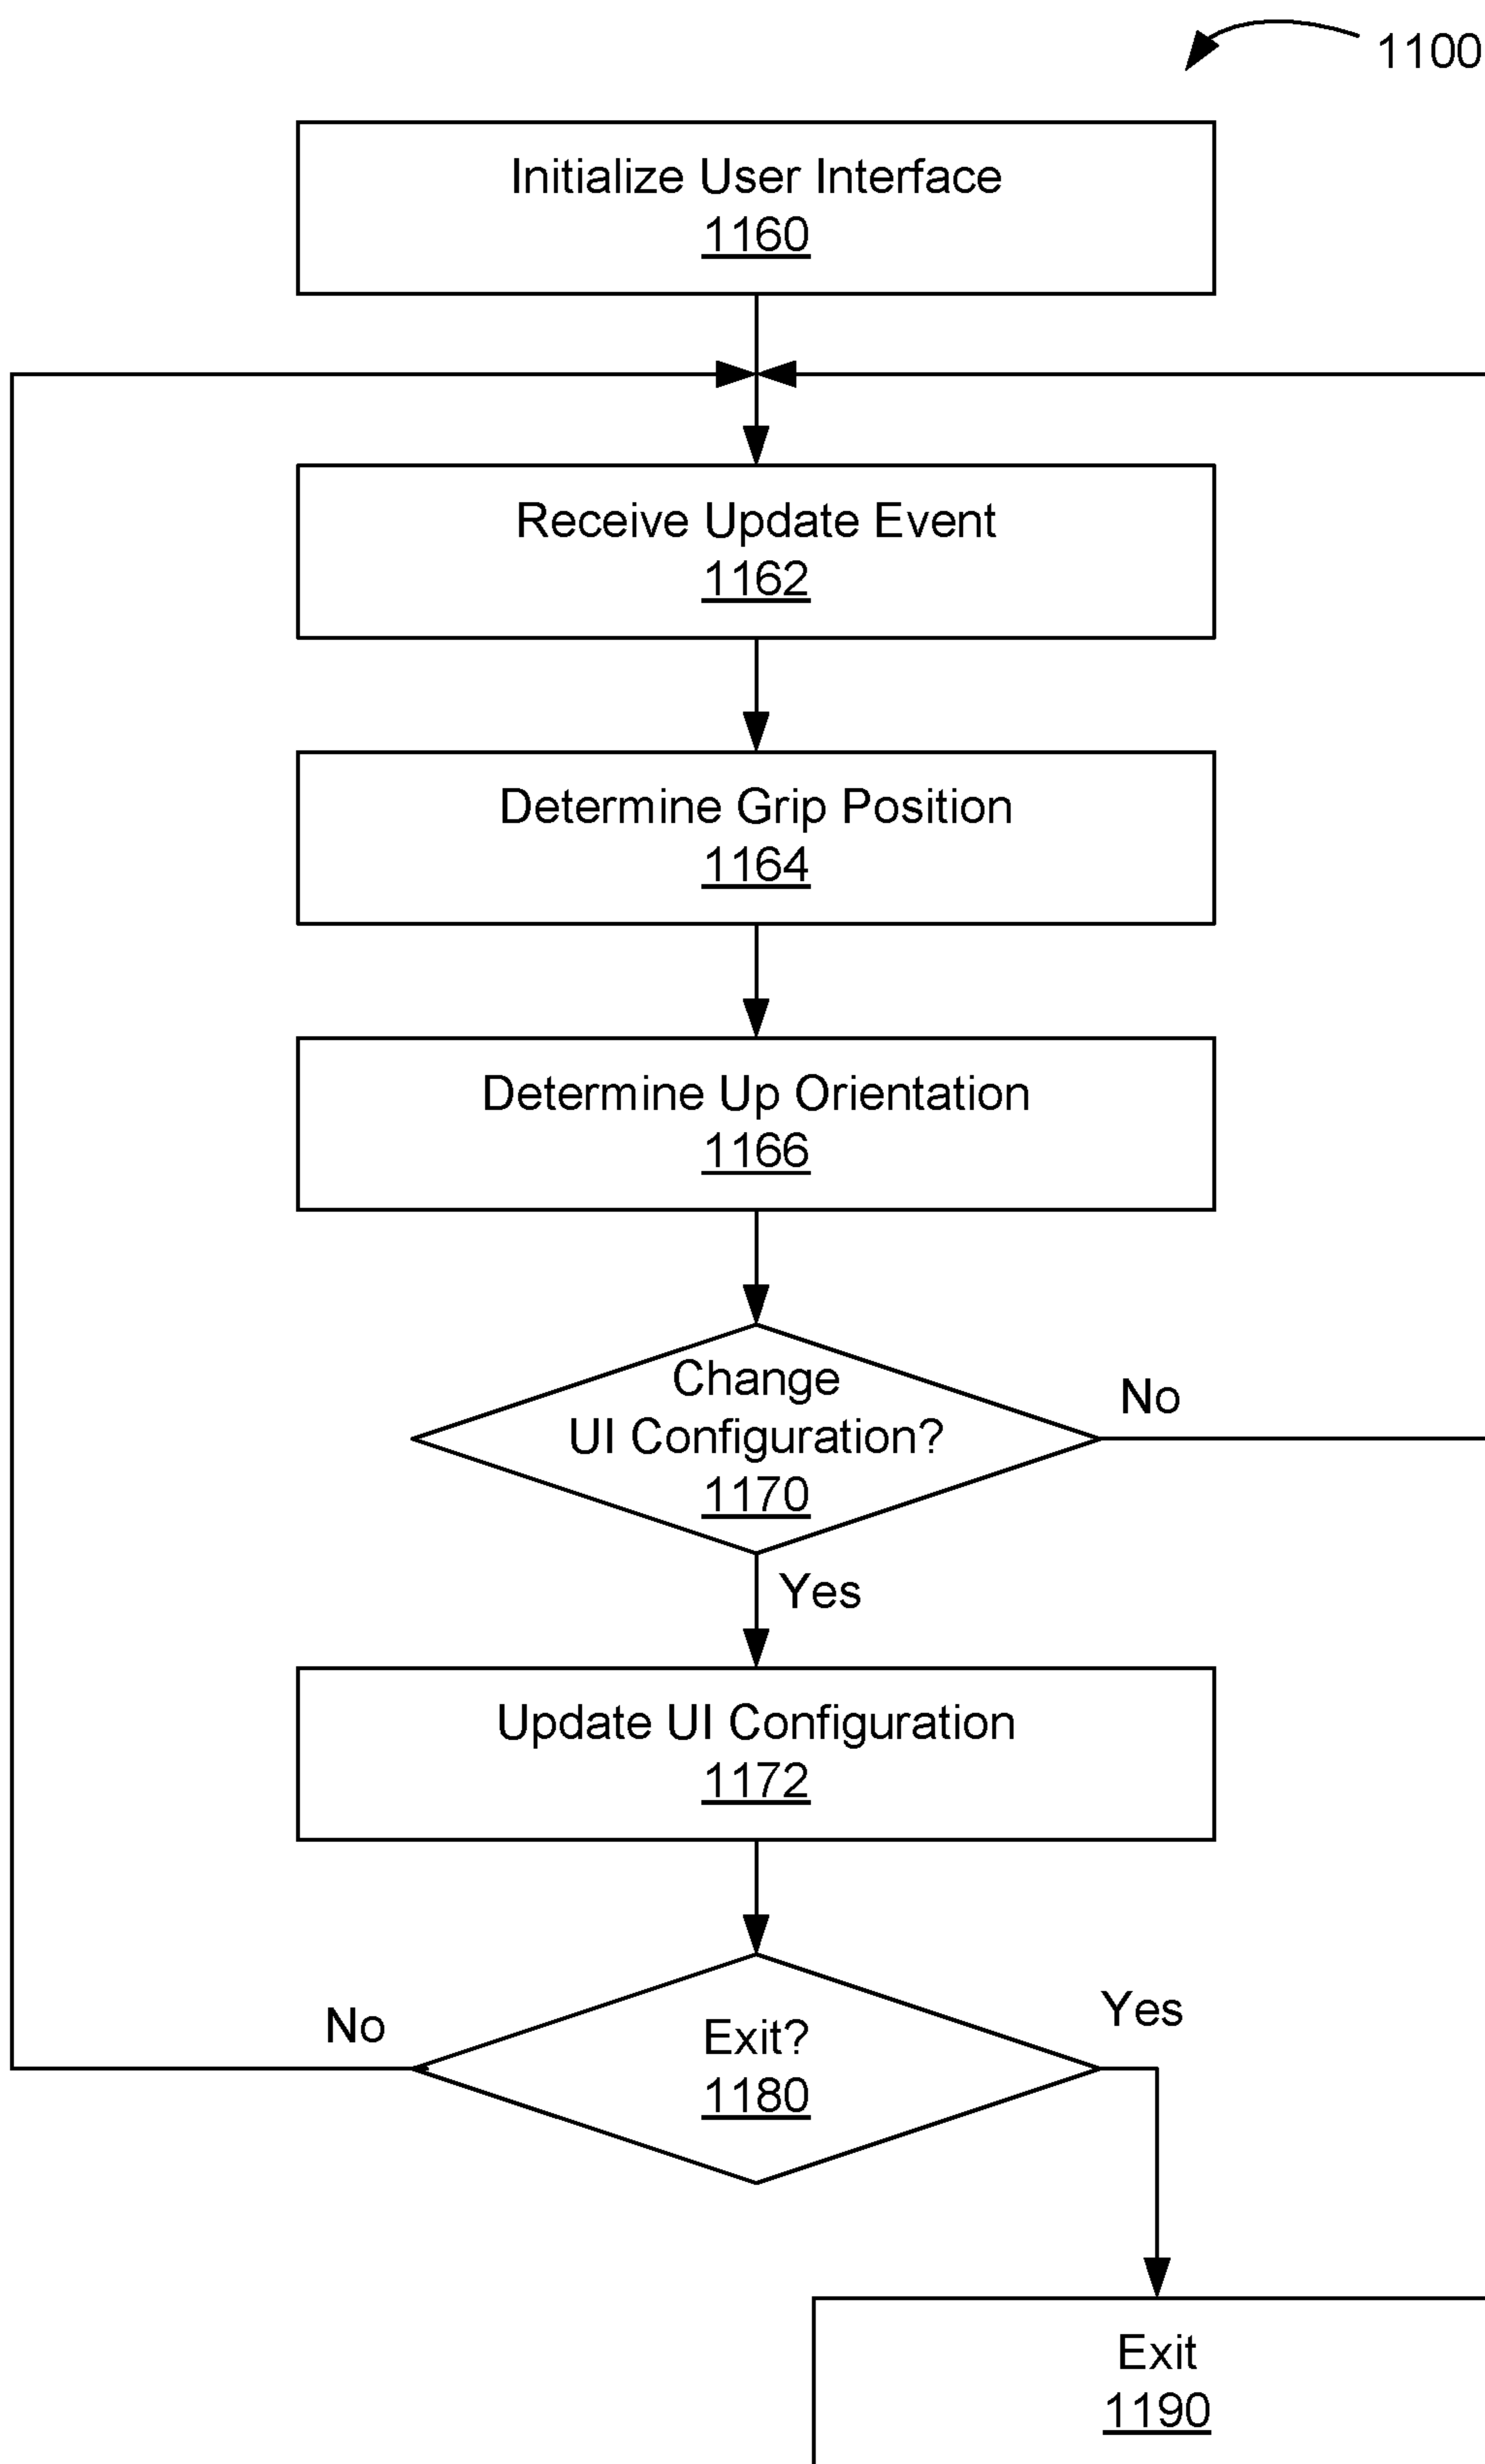 1100
Initialize User Interface
1160
Receive Update Event
1162
Determine Grip Position
1164
Determine Up Orientation
1166
Change
UI Configuration?
1170
No
Yes
Update UI Configuration
1172
No
Exit?
1180
Yes
Exit
1190